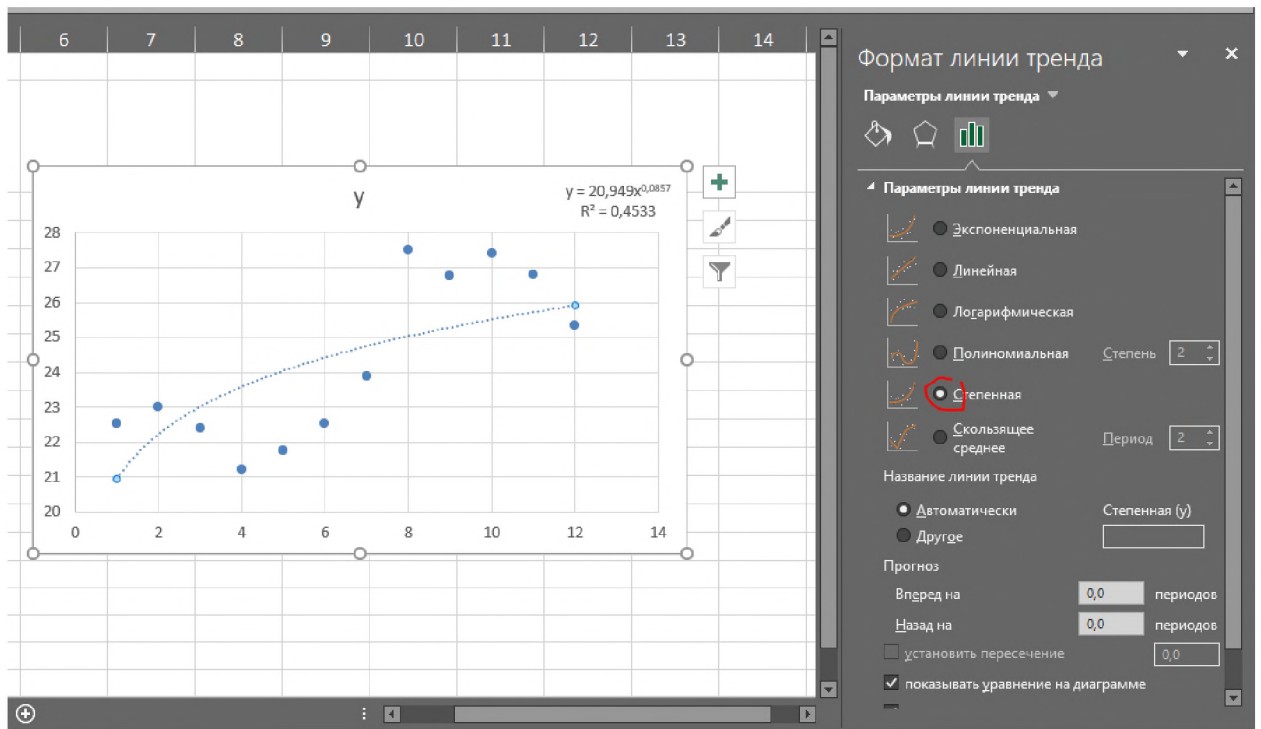 6 7 8 9 10 11 12 13 14
y
y = 20,949x^0,0857
R² = 0,4533
28
27
26
25
24
23
22
21
20
0 2 4 6 8 10 12 14
Формат линии тренда
Параметры линии тренда
Параметры линии тренда
Экспоненциальная
Линейная
Логарифмическая
Полиномиальная Степень 2
Степенная
Скользящее
среднее Период 2
Название линии тренда
Автоматически Степенная (y)
Другое
Прогноз
Вперед на 0,0 периодов
Назад на 0,0 периодов
установить пересечение 0,0
показывать уравнение на диаграмме